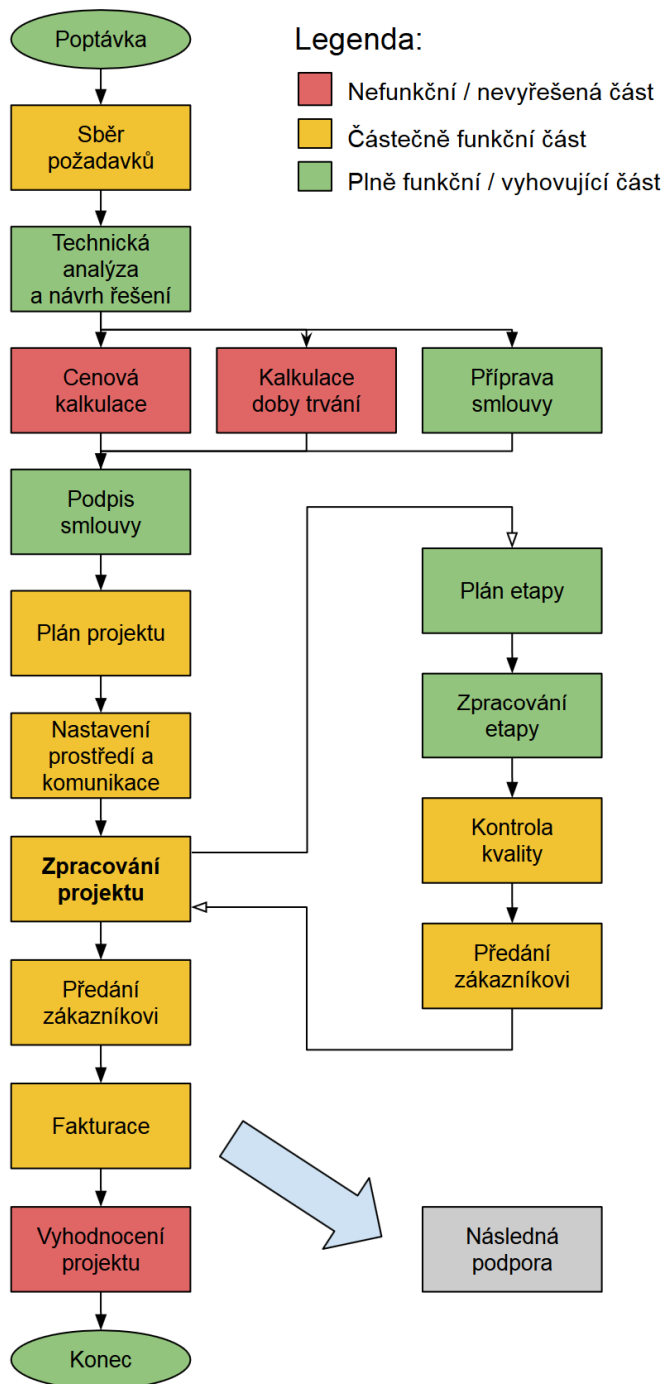 Poptávka
Legenda:
Nefunkční / nevyřešená část
Částečně funkční část
Plně funkční / vyhovující část
Sběr
požadavků
Technická
analýza
a návrh řešení
Cenová
kalkulace
Kalkulace
doby trvání
Příprava
smlouvy
Podpis
smlouvy
Plán projektu
Nastavení
prostředí a
komunikace
Zpracování
projektu
Předání
zákazníkovi
Fakturace
Vyhodnocení
projektu
Konec
Plán etapy
Zpracování
etapy
Kontrola
kvality
Předání
zákazníkovi
Následná
podpora